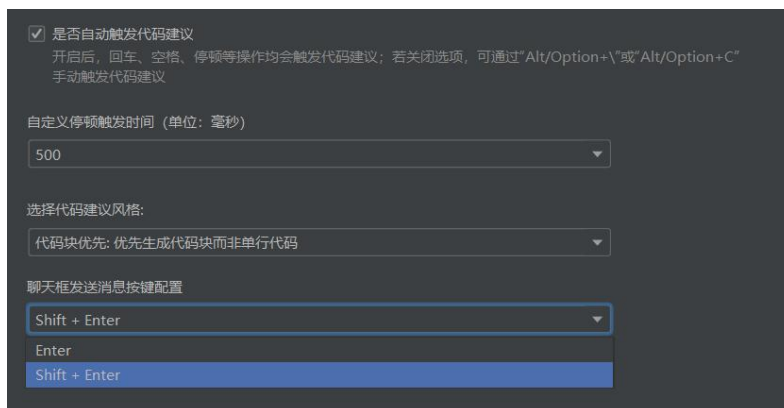 是否自动触发代码建议
开启后，回车、空格、停顿等操作均会触发代码建议；若关闭选项，可通过“Alt/Option+\”或“Alt/Option+C”
手动触发代码建议
自定义停顿触发时间（单位：毫秒）
500
选择代码建议风格:
代码块优先: 优先生成代码块而非单行代码
聊天框发送消息按键配置
Shift + Enter
Enter
Shift + Enter